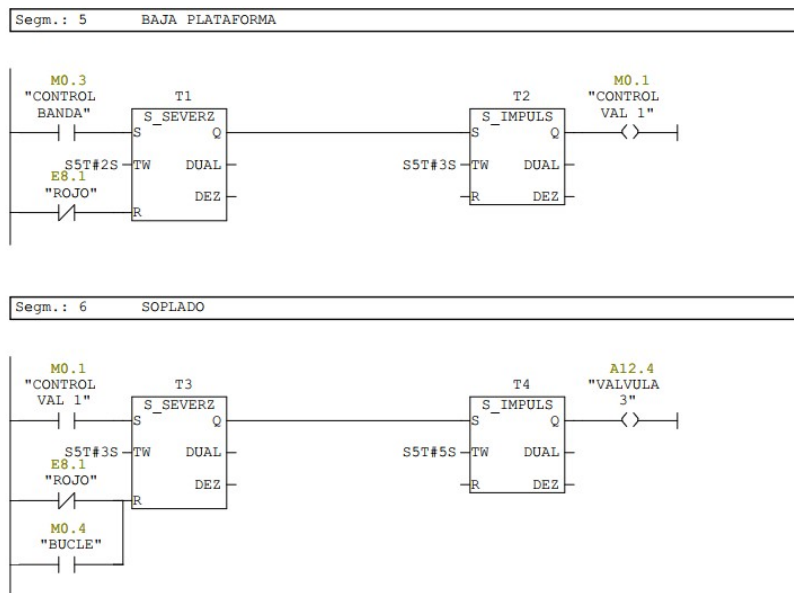 Segm.: 5 BAJA PLATAFORMA
M0.3
"CONTROL
BANDA"
T1
S_SEVERZ
S Q
S5T#2S TW DUAL
DEZ
E8.1
"ROJO"
R
T2
S_IMPULS
S Q
S5T#3S TW DUAL
R DEZ
M0.1
"CONTROL
VAL 1"
Segm.: 6 SOPLADO
M0.1
"CONTROL
VAL 1"
T3
S_SEVERZ
S Q
S5T#3S TW DUAL
DEZ
E8.1
"ROJO"
R
M0.4
"BUCLE"
T4
S_IMPULS
S Q
S5T#5S TW DUAL
R DEZ
A12.4
"VALVULA
3"